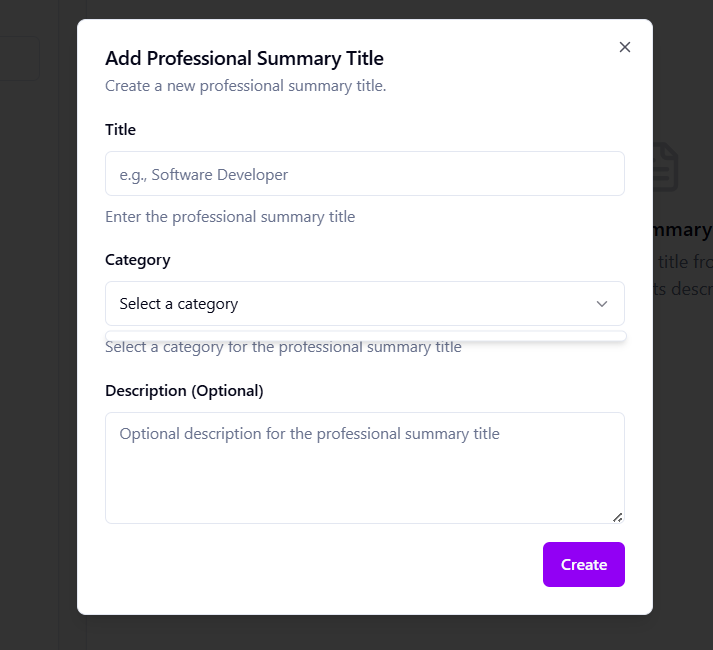 Add Professional Summary Title
Create a new professional summary title.
Title
e.g., Software Developer
Enter the professional summary title
Category
Select a category
Select a category for the professional summary title
Description (Optional)
Optional description for the professional summary title
Create
mmary
title fro
ts descr